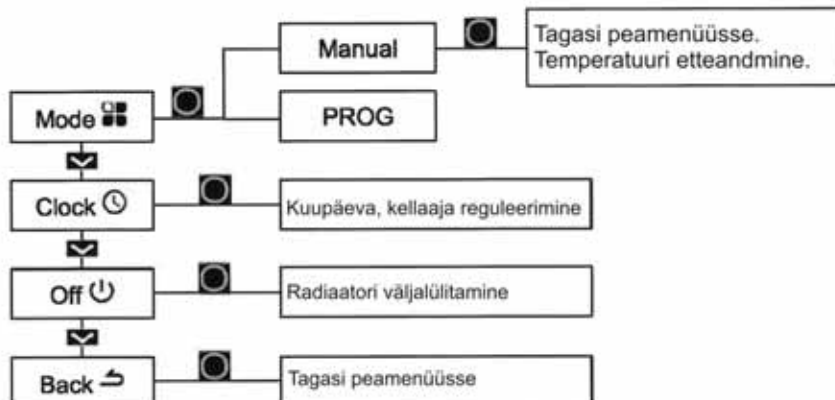 Manual
Tagasi peamenüüsse.
Temperatuuri etteandmine.
Mode
PROG
Clock
Kuupäeva, kellaaja reguleerimine
Off
Radiaatori väljalülitamine
Back
Tagasi peamenüüsse